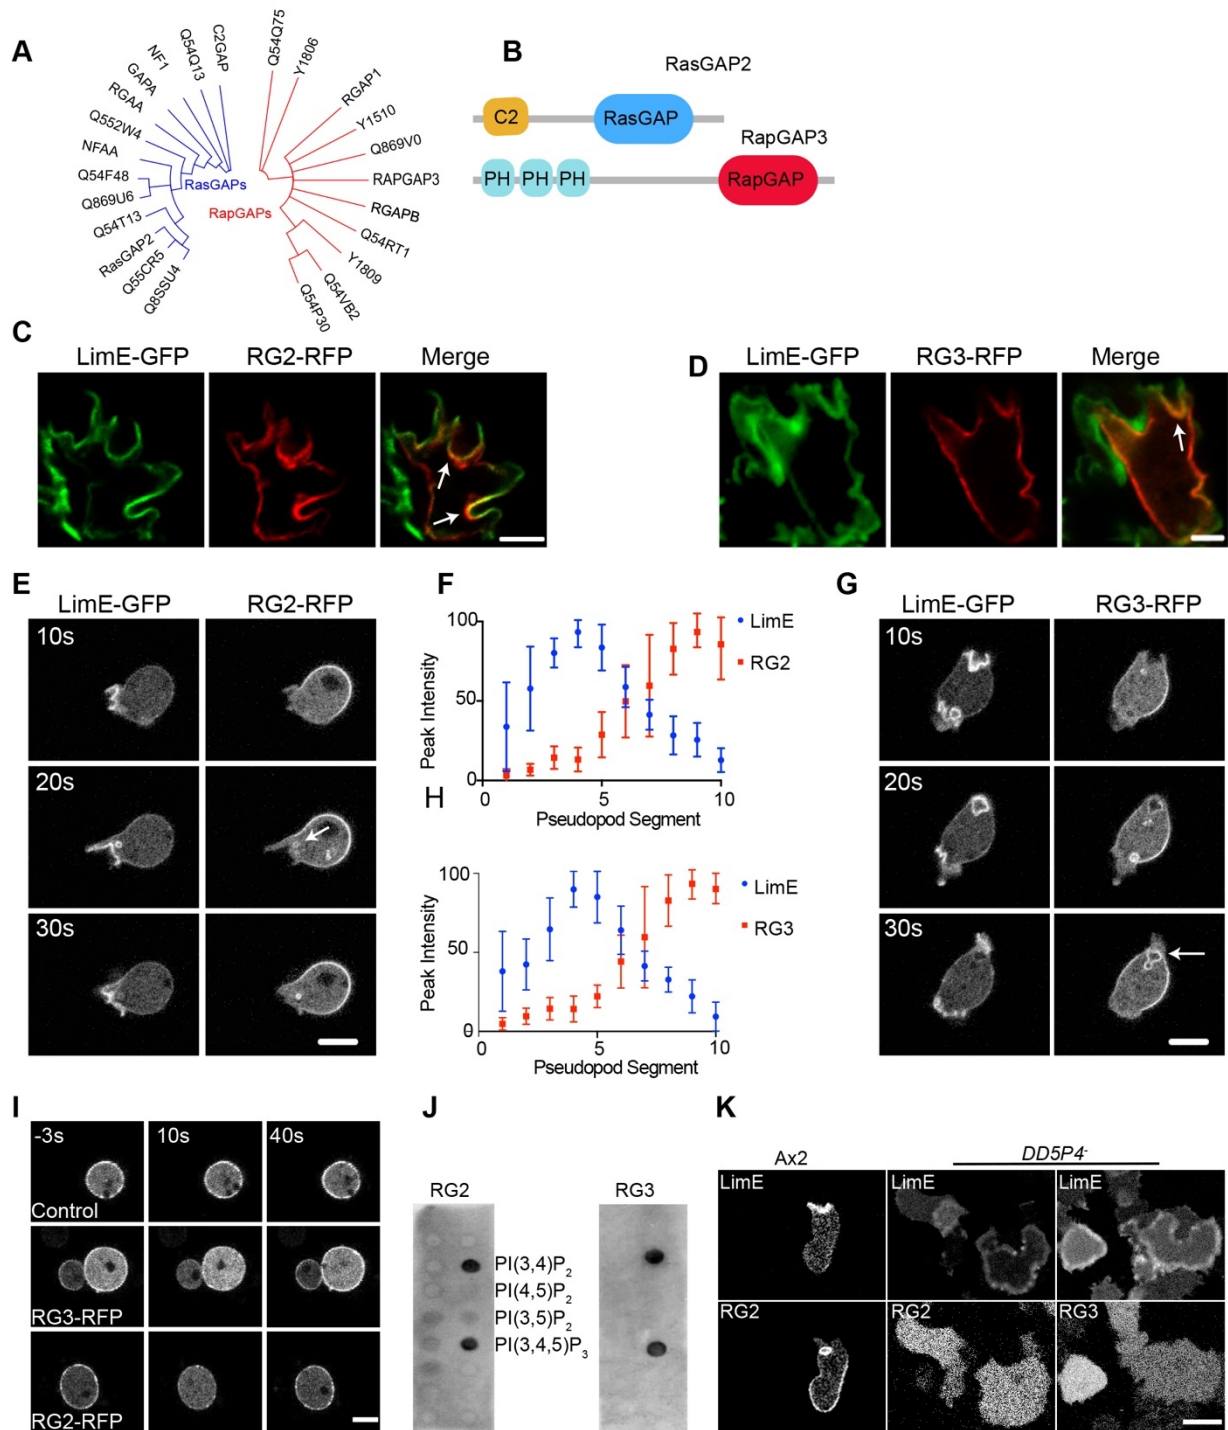 A
Q54Q75
Y1806
C2GAP
Q54Q13
NF1
GAPA
RGAA
Q552W4
NFAA
Q54F48
Q869U6
Q54T13
RasGAP2
Q55CR5
Q8SSU4
RGAP1
Y1510
Q869V0
RAPGAP3
RGAPB
Q54RT1
Y1809
Q54VB2
Q54P30
RasGAPs
RapGAPs
B
RasGAP2
C2
RasGAP
RapGAP3
PH PH PH
RapGAP
C
LimE-GFP RG2-RFP Merge
D
LimE-GFP RG3-RFP Merge
E
LimE-GFP RG2-RFP
10s
20s
30s
F
100
50
0
0 5 10
Peak Intensity
Pseudopod Segment
LimE
RG2
G
LimE-GFP RG3-RFP
10s
20s
30s
H
100
50
0
0 5 10
Peak Intensity
Pseudopod Segment
LimE
RG3
I
-3s 10s 40s
Control
RG3-RFP
RG2-RFP
J
RG2 RG3
PI(3,4)P2
PI(4,5)P2
PI(3,5)P2
PI(3,4,5)P3
K
Ax2 DD5P4-
LimE LimE LimE
RG2 RG2 RG3